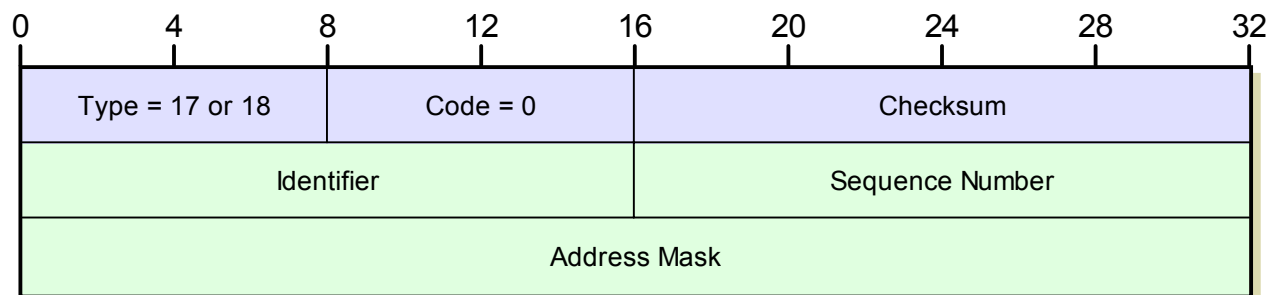 0 4 8 12 16 20 24 28 32
Type = 17 or 18 Code = 0 Checksum
Identifier Sequence Number
Address Mask